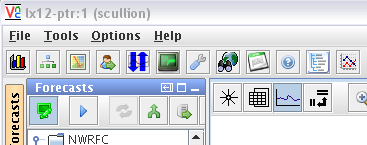 lx12-ptr:1 (scullion)
File Tools Options Help
Forecasts
Forecasts
NWRFC